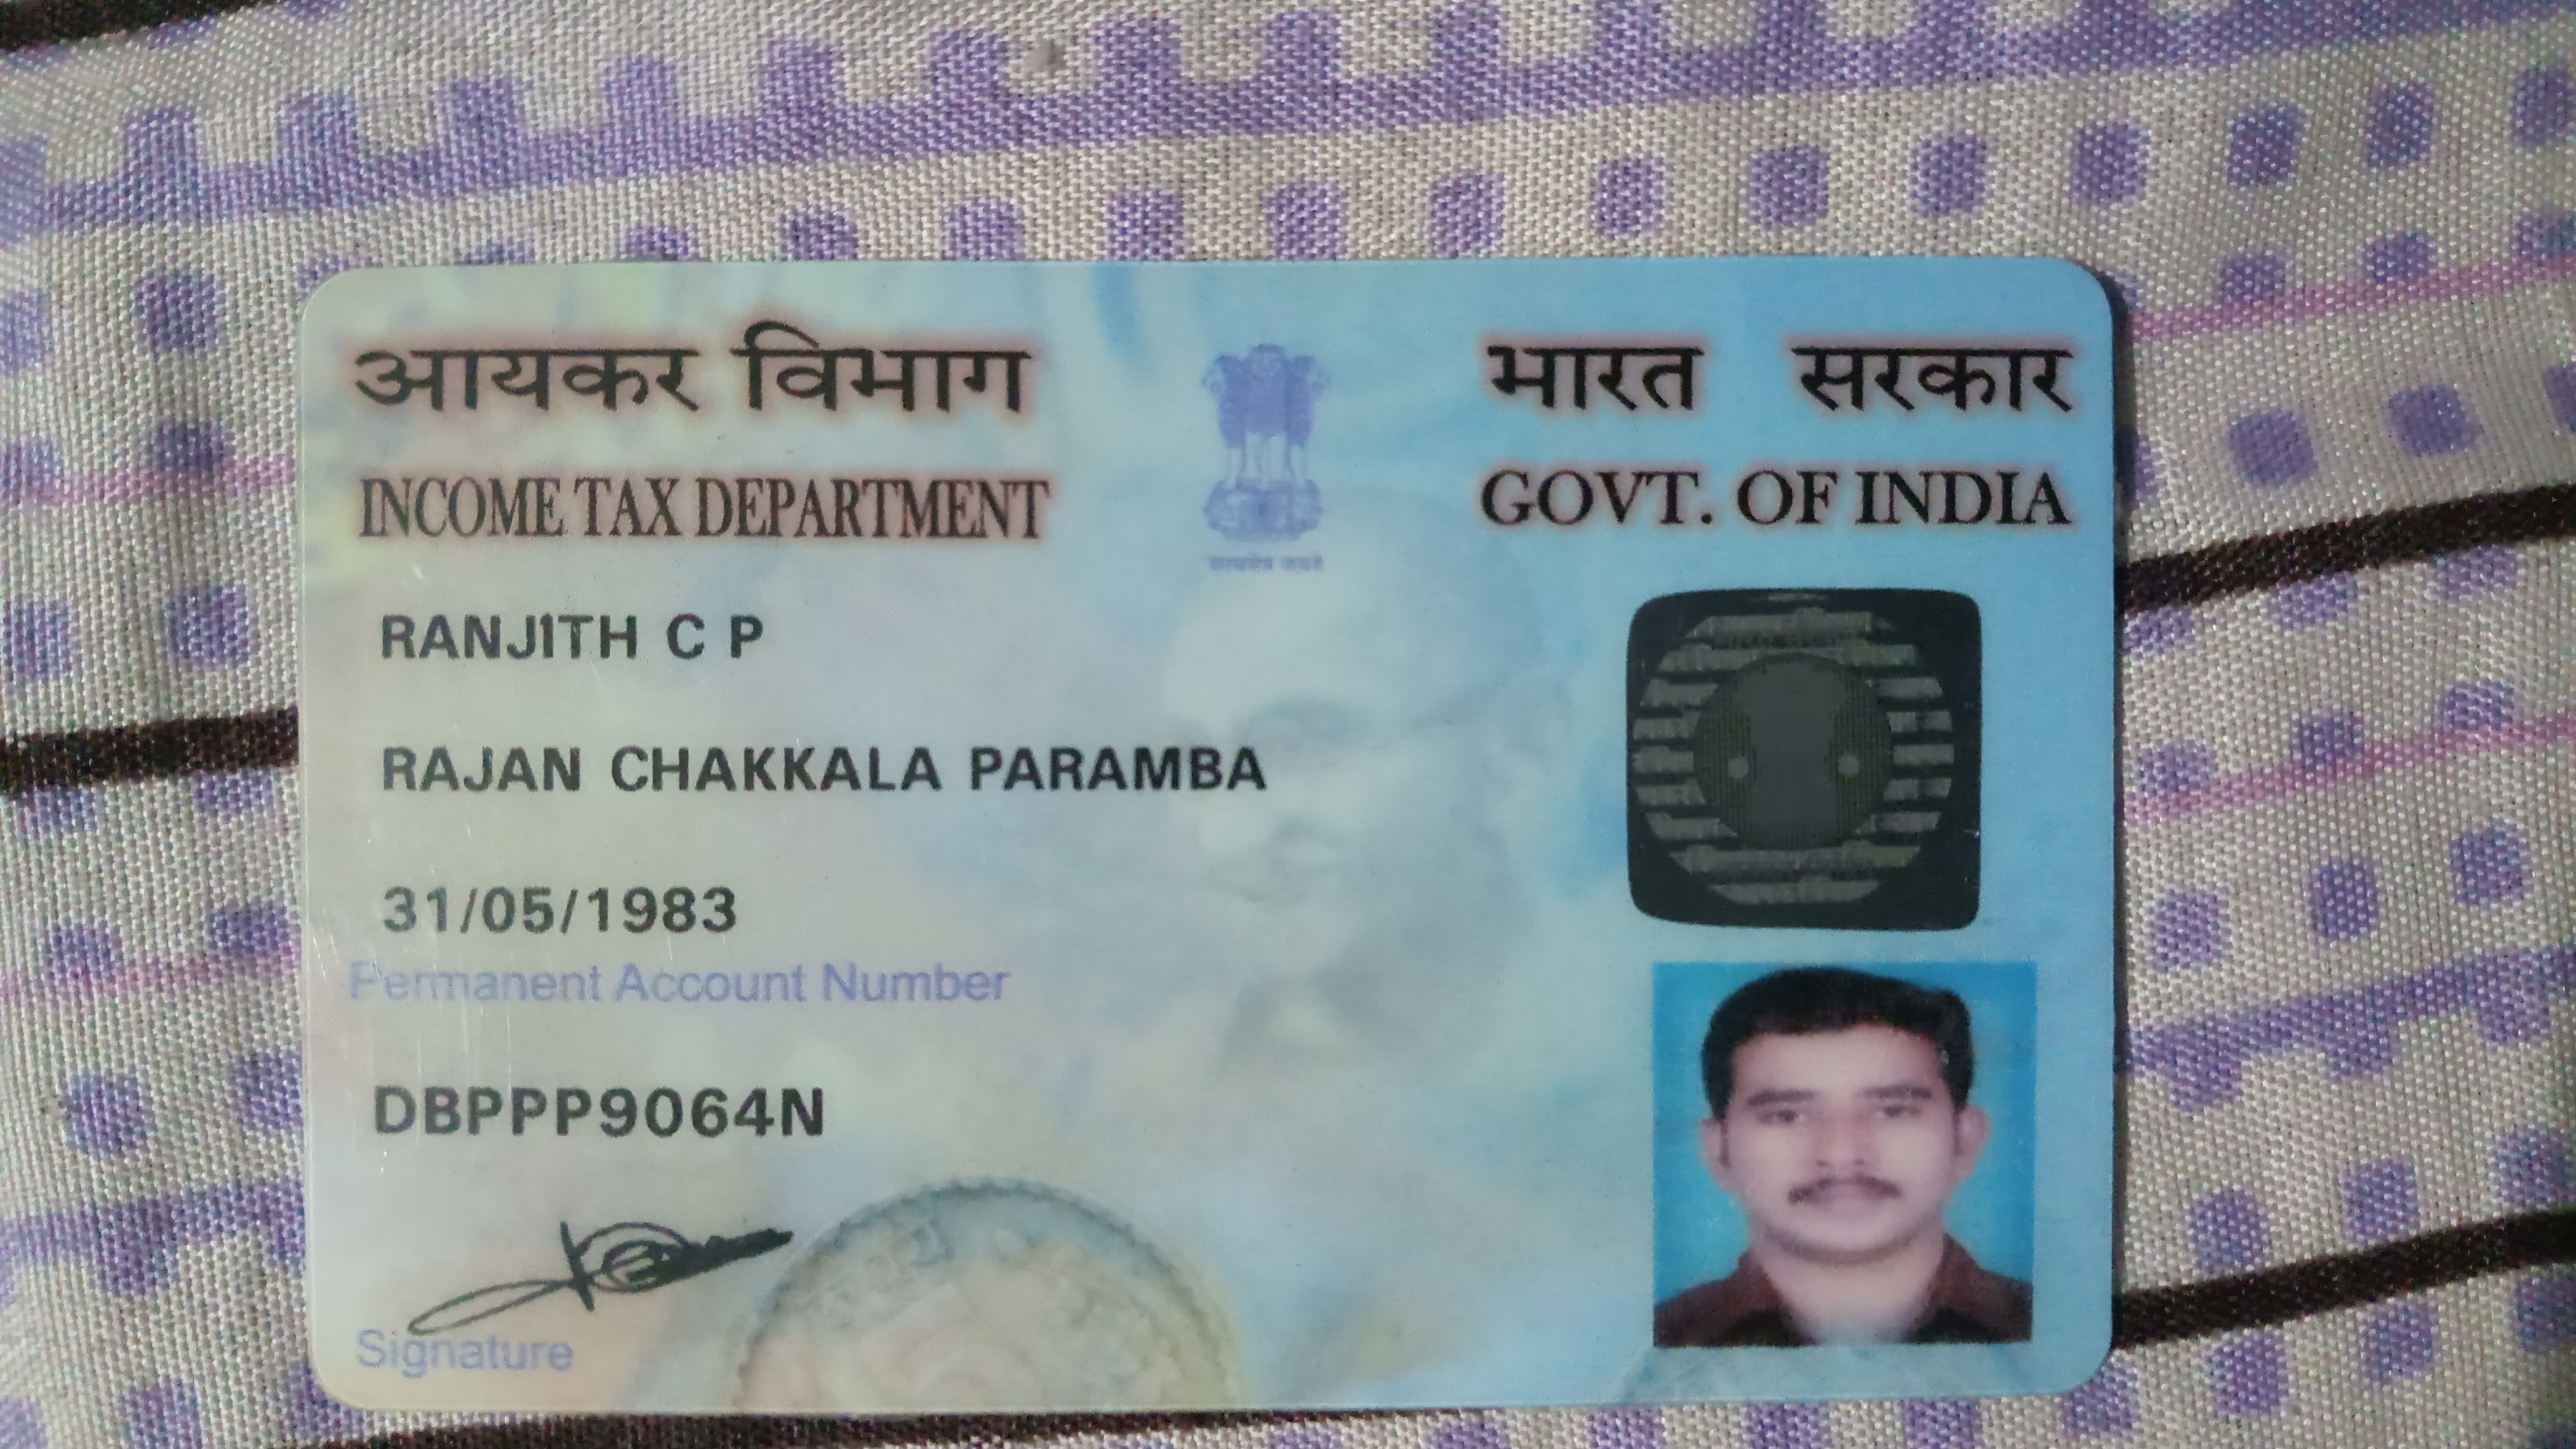 आयकर विभाग
INCOME TAX DEPARTMENT
भारत सरकार
GOVT. OF INDIA
RANJITH C P
RAJAN CHAKKALA PARAMBA
31/05/1983
Permanent Account Number
DBPPP9064N
Signature